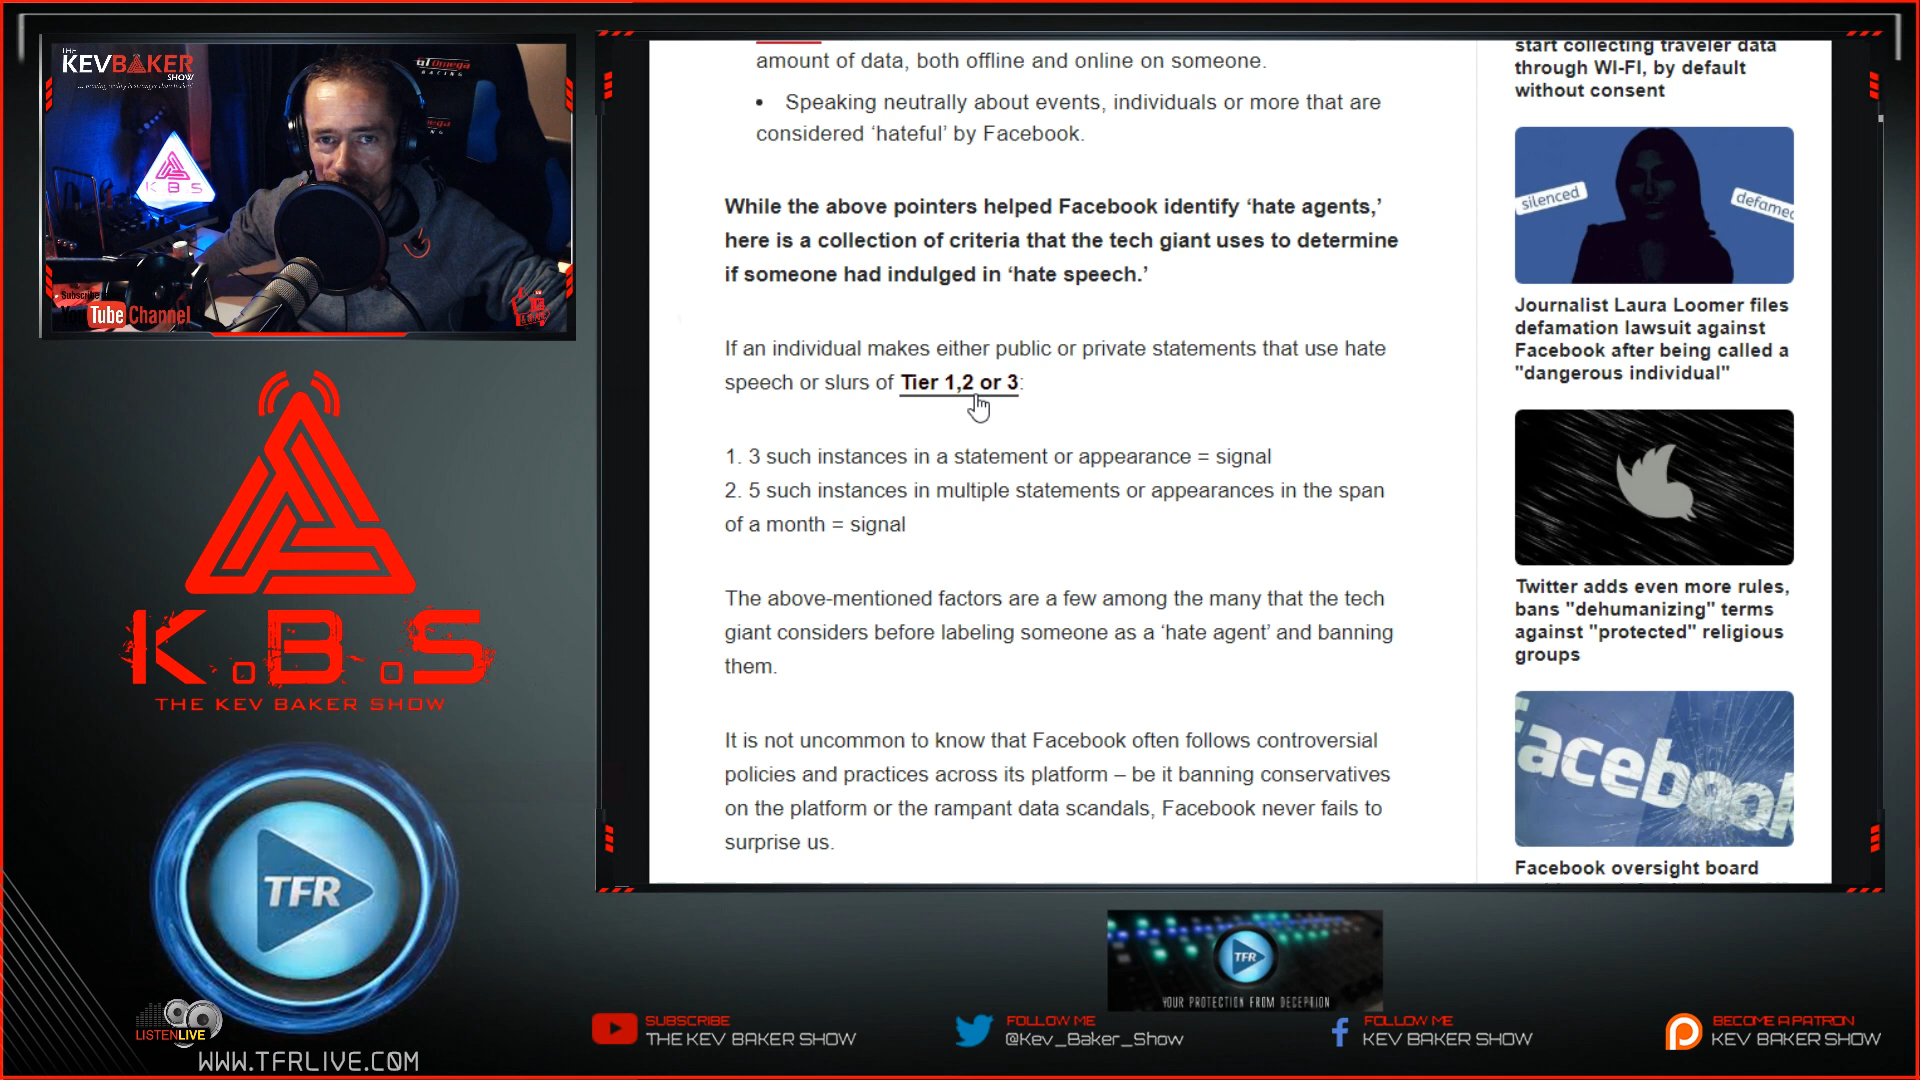 THE
KEVBAKER
SHOW
GT Omega
RACING
K B S
Subscribe
YouTube Channel
K.B.S
THE KEV BAKER SHOW
TFR
LISTEN LIVE
WWW.TFRLIVE.COM
amount of data, both offline and online on someone.
• Speaking neutrally about events, individuals or more that are
considered ‘hateful’ by Facebook.
While the above pointers helped Facebook identify ‘hate agents,’
here is a collection of criteria that the tech giant uses to determine
if someone had indulged in ‘hate speech.’
If an individual makes either public or private statements that use hate
speech or slurs of Tier 1,2 or 3:
1. 3 such instances in a statement or appearance = signal
2. 5 such instances in multiple statements or appearances in the span
of a month = signal
The above-mentioned factors are a few among the many that the tech
giant considers before labeling someone as a ‘hate agent’ and banning
them.
It is not uncommon to know that Facebook often follows controversial
policies and practices across its platform – be it banning conservatives
on the platform or the rampant data scandals, Facebook never fails to
surprise us.
start collecting traveler data
through WI-FI, by default
without consent
silenced
defamed
Journalist Laura Loomer files
defamation lawsuit against
Facebook after being called a
"dangerous individual"
Twitter adds even more rules,
bans "dehumanizing" terms
against "protected" religious
groups
facebook
Facebook oversight board
TFR
YOUR PROTECTION FROM DECEPTION
SUBSCRIBE
THE KEV BAKER SHOW
FOLLOW ME
@Kev_Baker_Show
FOLLOW ME
KEV BAKER SHOW
BECOME A PATRON
KEV BAKER SHOW